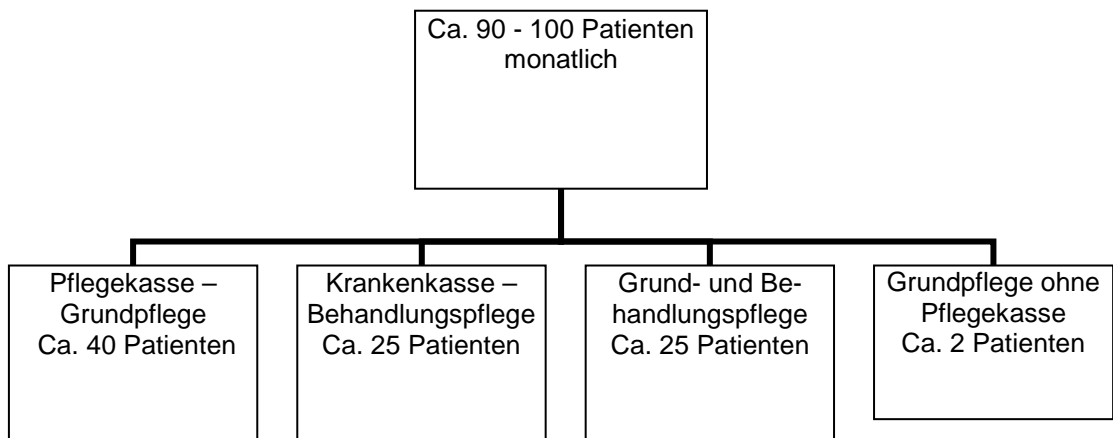 Ca. 90 - 100 Patienten
monatlich
Pflegekasse –
Grundpflege
Ca. 40 Patienten
Krankenkasse –
Behandlungspflege
Ca. 25 Patienten
Grund- und Be-
handlungspflege
Ca. 25 Patienten
Grundpflege ohne
Pflegekasse
Ca. 2 Patienten